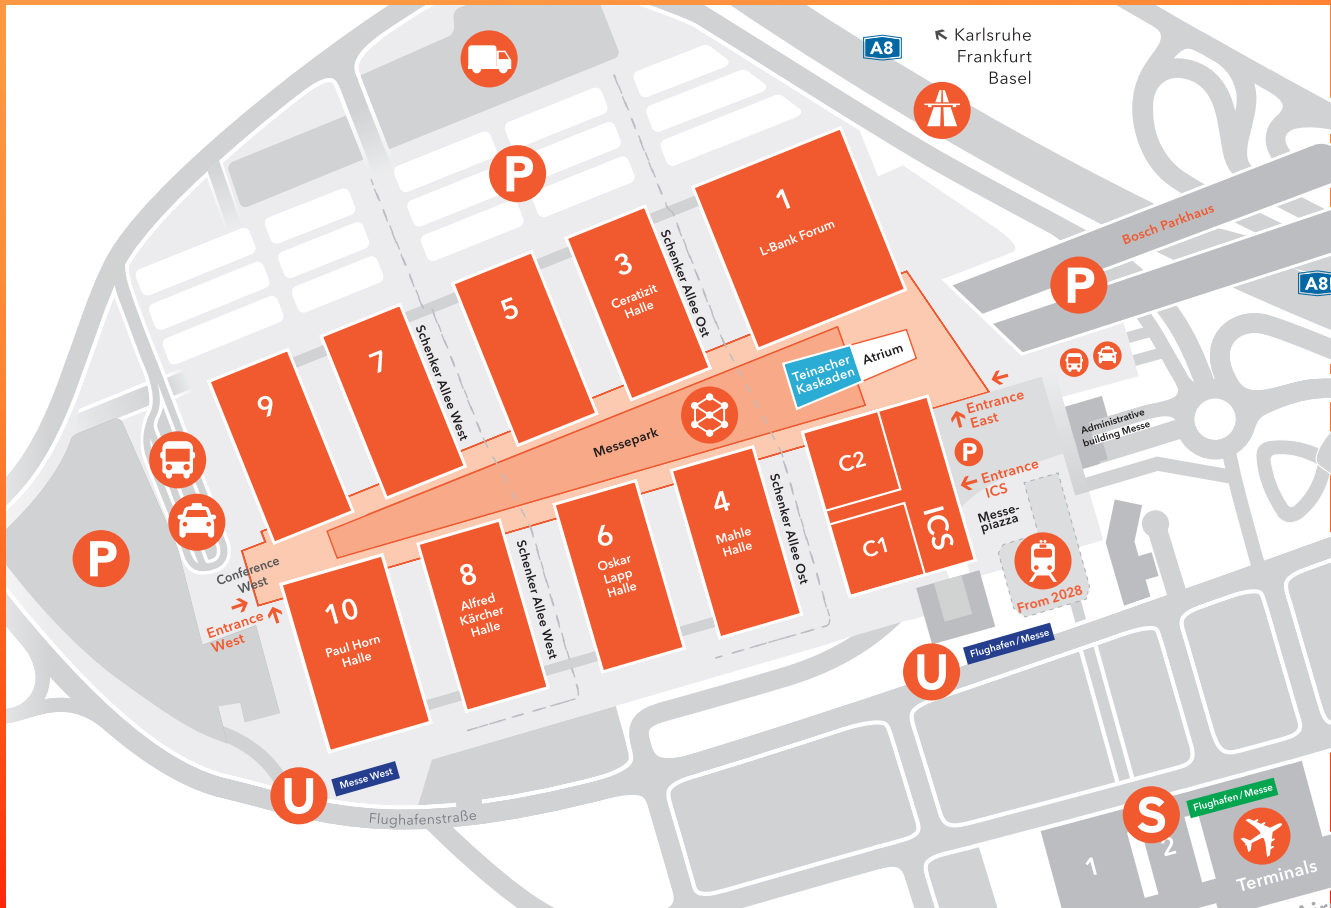 A8
Karlsruhe
Frankfurt
Basel
P
1
L-Bank Forum
Bosch Parkhaus
P
A8
3
Ceratizit
Halle
Schenker Allee Ost
5
7
Schenker Allee West
9
Teinacher
Kaskaden
Atrium
Messepark
Entrance
East
P
Entrance
ICS
Administrative
building Messe
Messe-
piazza
C2
C1
ICS
4
Mahle
Halle
Schenker Allee Ost
6
Oskar
Lapp
Halle
8
Alfred
Kärcher
Halle
Schenker Allee West
10
Paul Horn
Halle
P
Conference
West
Entrance
West
From 2028
U
Flughafen / Messe
U
Messe West
Flughafenstraße
S
Flughafen / Messe
1
2
Terminals